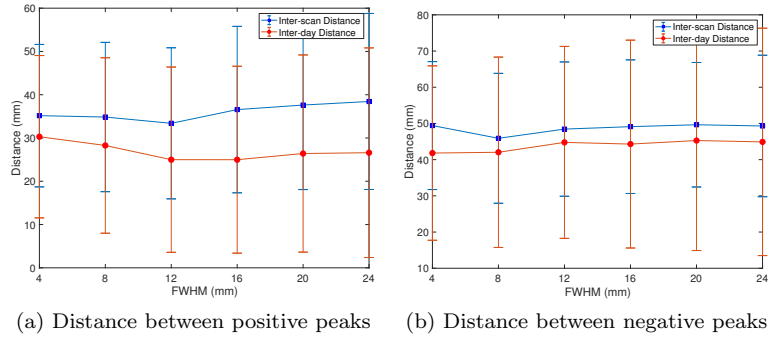 60
50
40
30
20
10
0
Distance (mm)
4 8 12 16 20 24
FWHM (mm)
Inter-scan Distance
Inter-day Distance
(a) Distance between positive peaks
80
70
60
50
40
30
20
10
Distance (mm)
4 8 12 16 20 24
FWHM (mm)
Inter-scan Distance
Inter-day Distance
(b) Distance between negative peaks